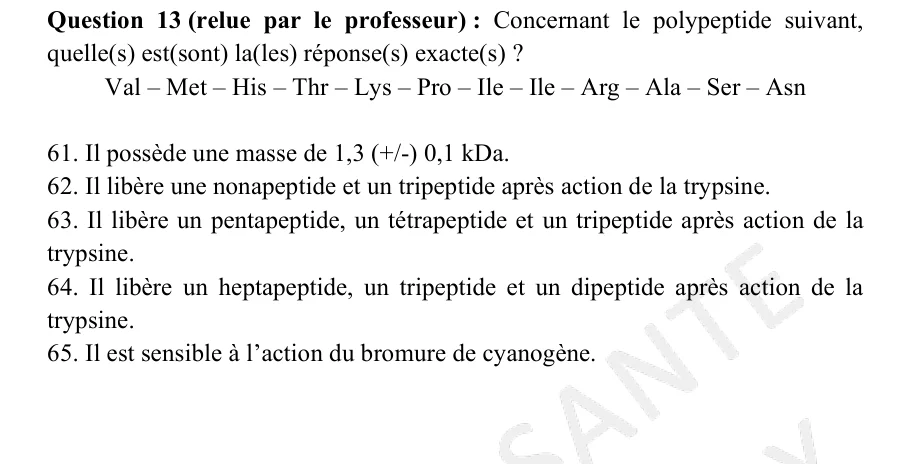 Question 13 (relue par le professeur) : Concernant le polypeptide suivant,
quelle(s) est(sont) la(les) réponse(s) exacte(s) ?
Val – Met – His – Thr – Lys – Pro – Ile – Ile – Arg – Ala – Ser – Asn
61. Il possède une masse de 1,3 (+/-) 0,1 kDa.
62. Il libère une nonapeptide et un tripeptide après action de la trypsine.
63. Il libère un pentapeptide, un tétrapeptide et un tripeptide après action de la
trypsine.
64. Il libère un heptapeptide, un tripeptide et un dipeptide après action de la
trypsine.
65. Il est sensible à l’action du bromure de cyanogène.
SANTE